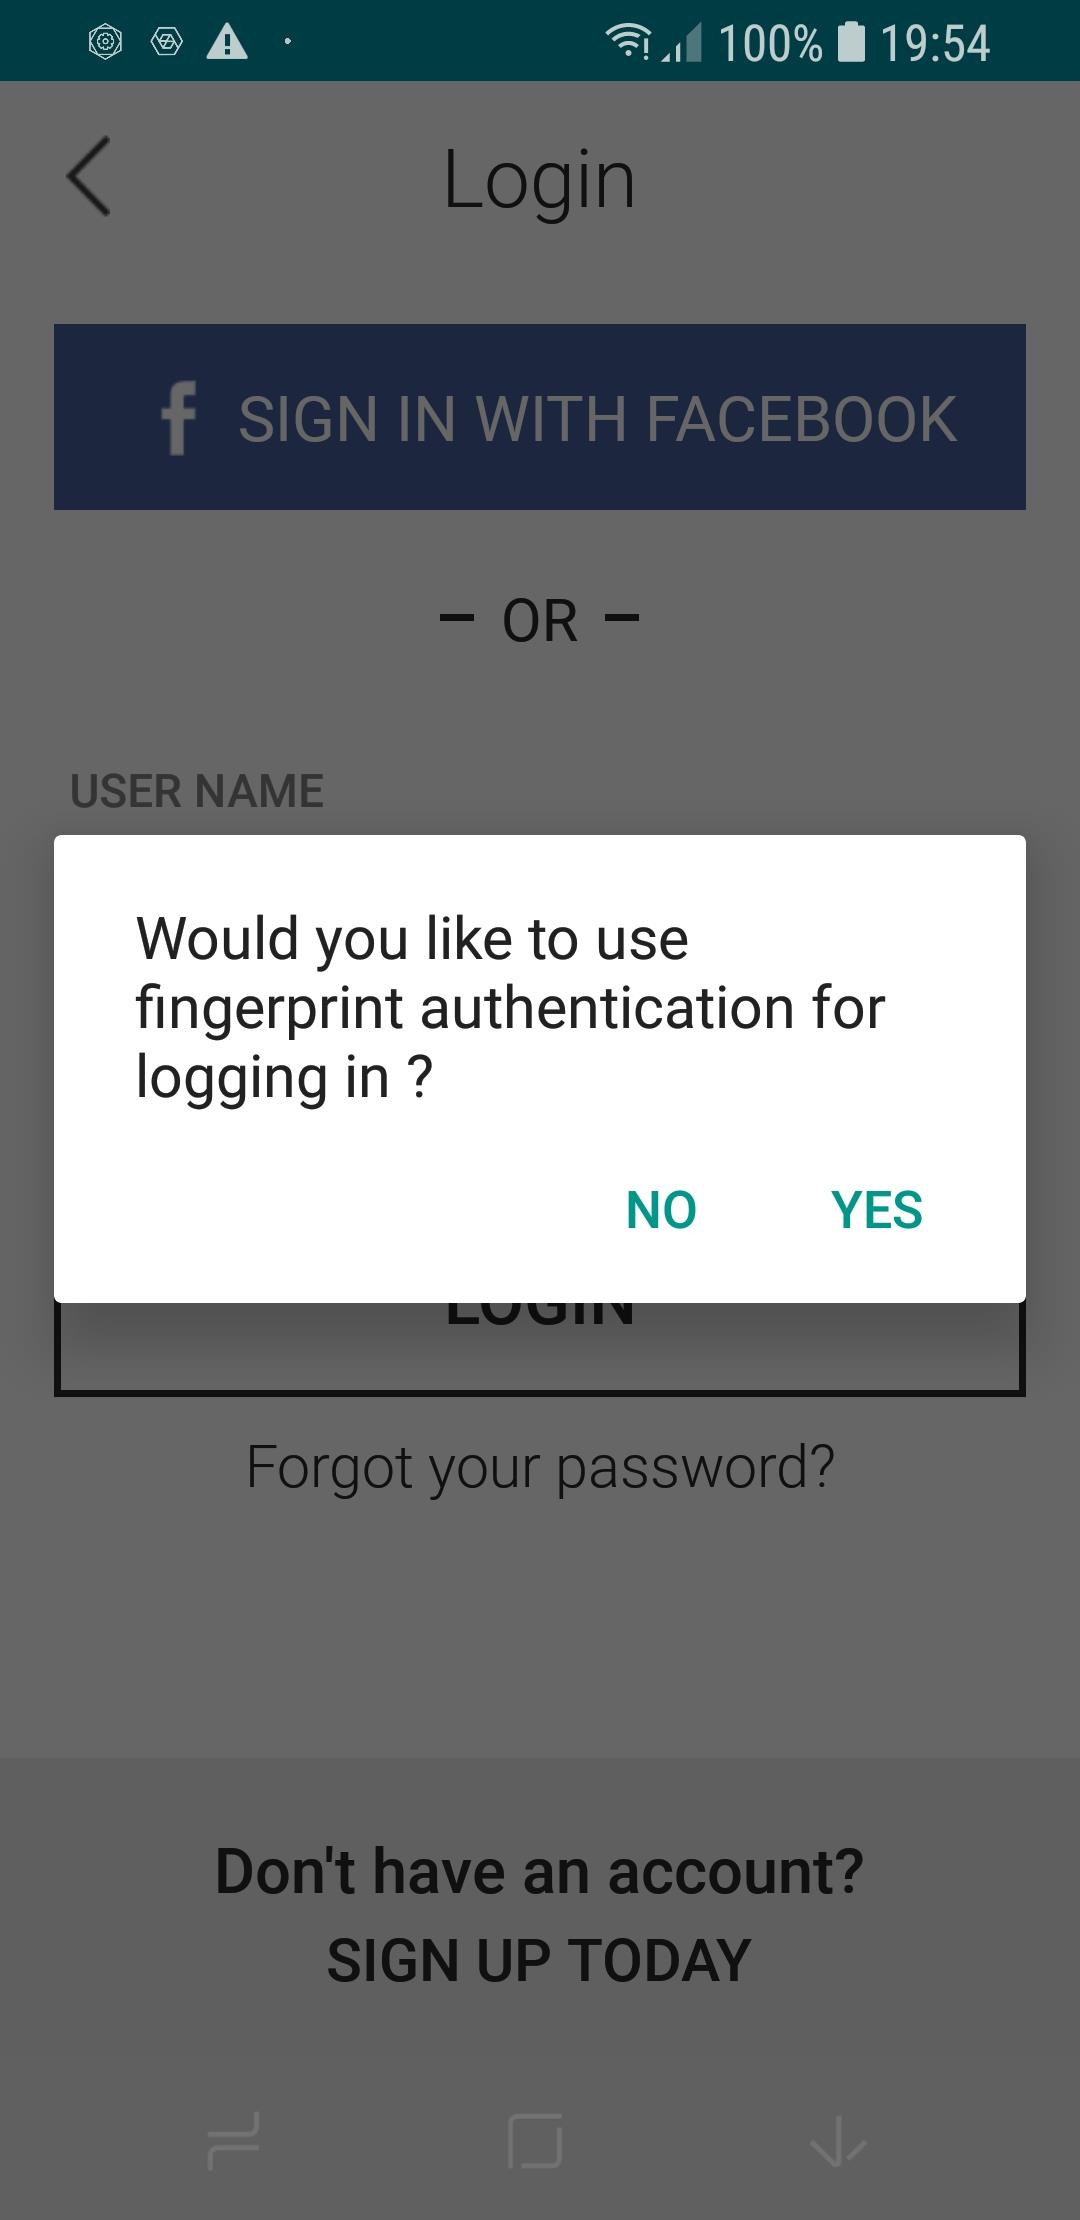 100% 19:54
Login
f SIGN IN WITH FACEBOOK
– OR –
USER NAME
Would you like to use
fingerprint authentication for
logging in ?
NO YES
LOGIN
Forgot your password?
Don't have an account?
SIGN UP TODAY